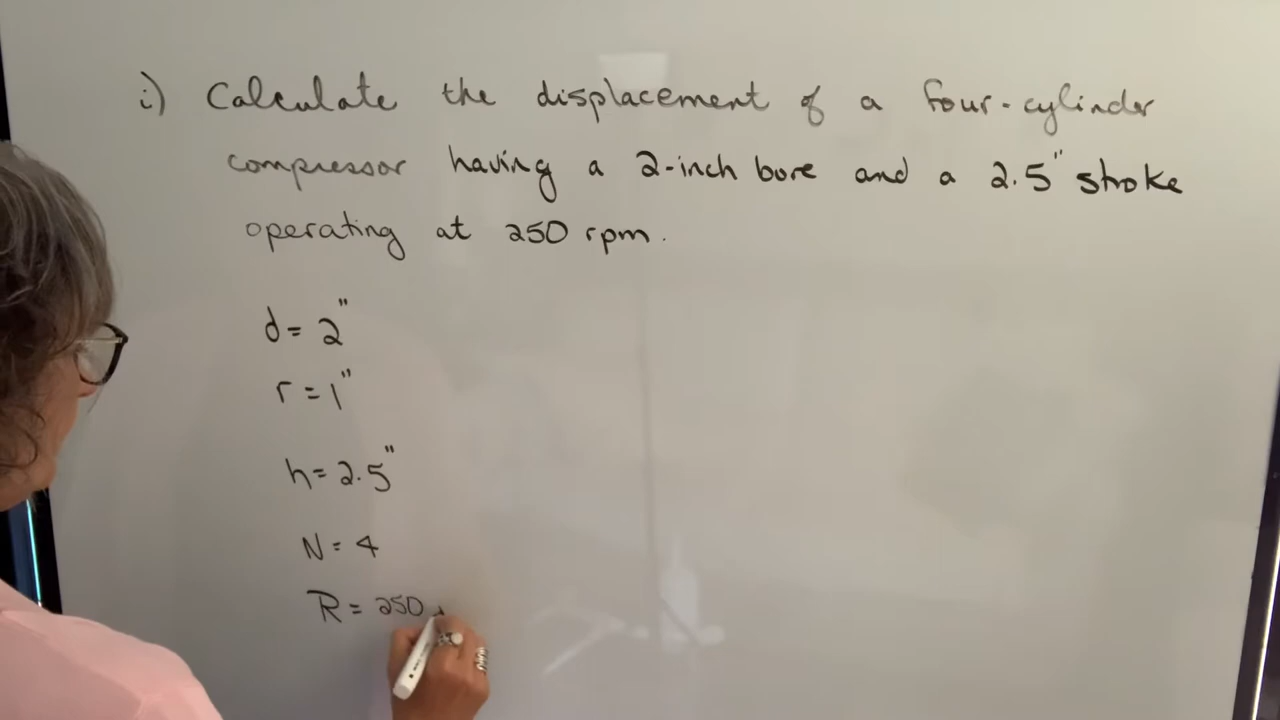 i) Calculate the displacement of a four-cylinder
compressor having a 2-inch bore and a 2.5" stroke
operating at 250 rpm.
d = 2"
r = 1"
h = 2.5"
N = 4
R = 250